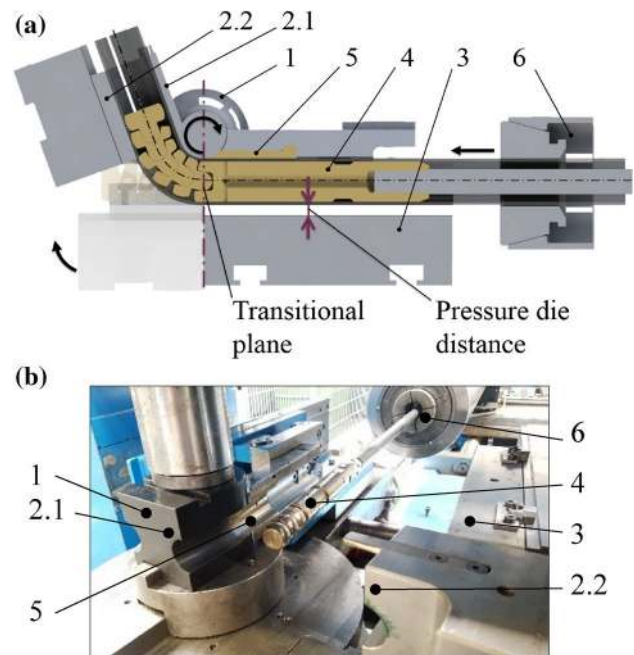 (a)
2.2
2.1
1
5
4
3
6
Transitional
plane
Pressure die
distance
(b)
1
2.1
5
6
4
3
2.2